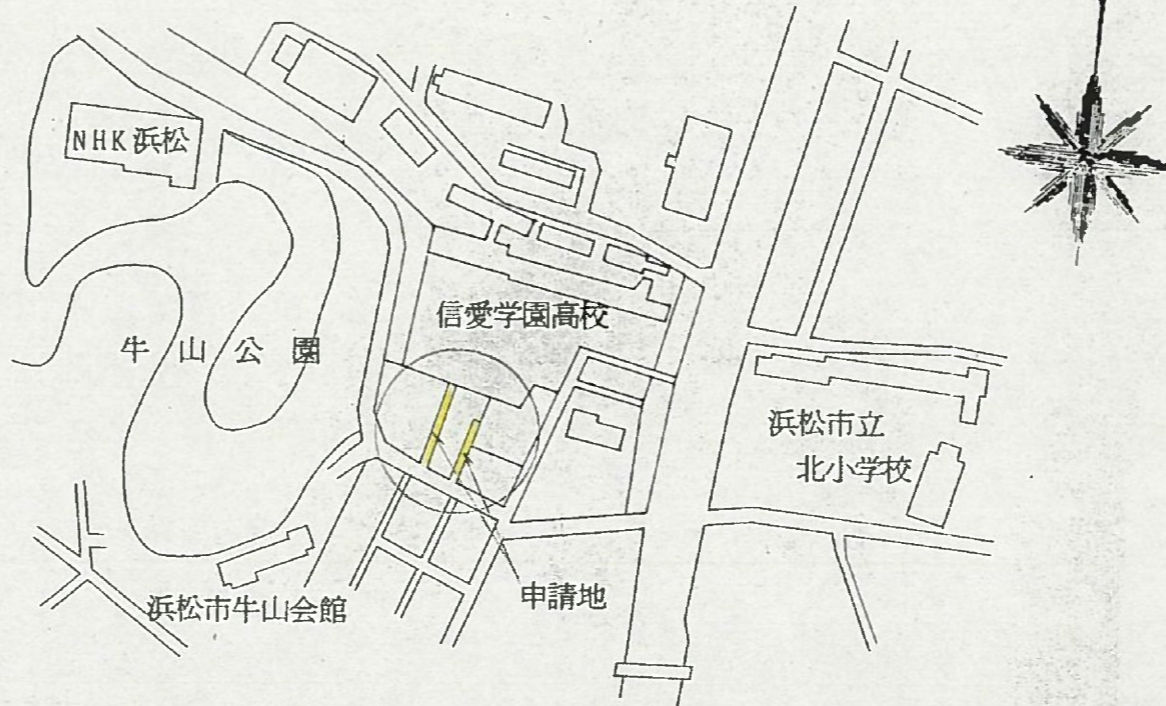 NHK浜松
信愛学園高校
牛山公園
浜松市立
北小学校
申請地
浜松市牛山会館